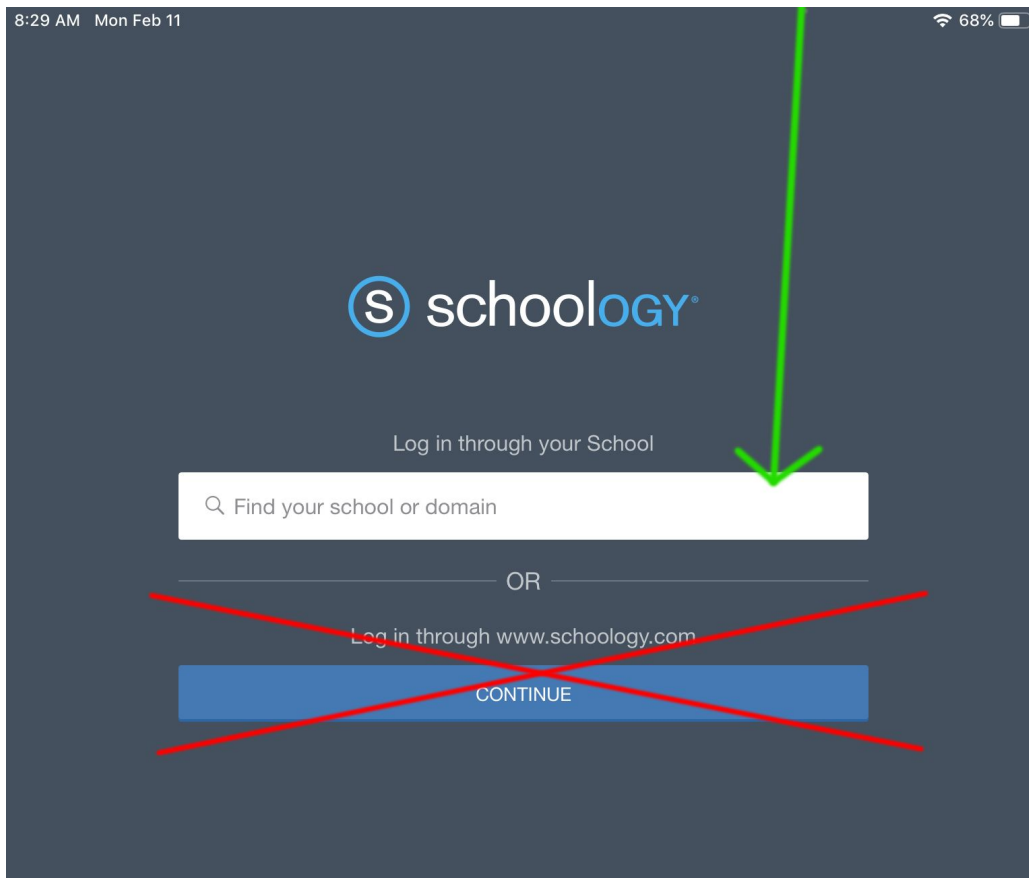 8:29 AM Mon Feb 11 68%
S schoology®
Log in through your School
Find your school or domain
OR
Log in through www.schoology.com
CONTINUE